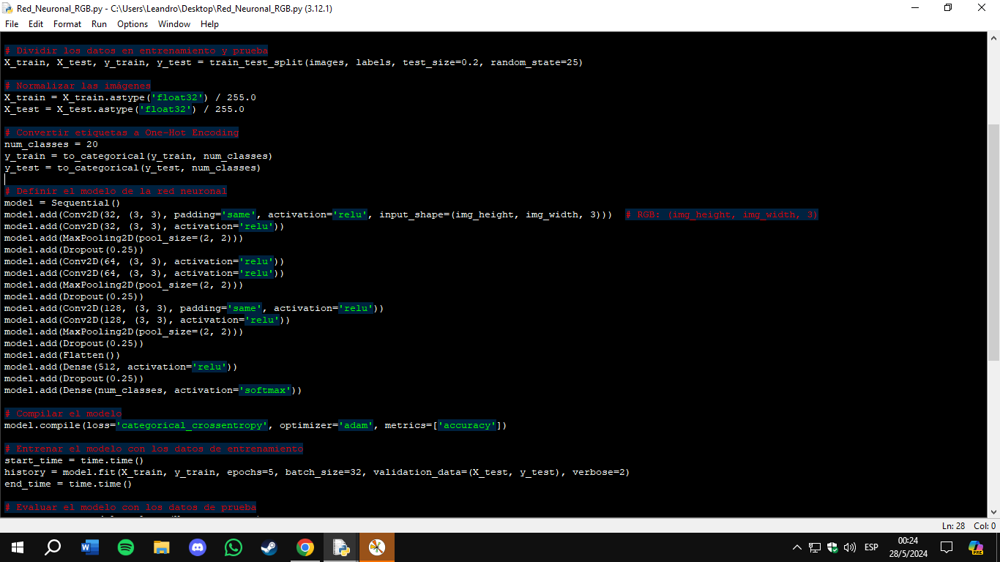 Red_Neuronal_RGB.py - C:\Users\Leandro\Desktop\Red_Neuronal_RGB.py (3.12.1)
File Edit Format Run Options Window Help
# Dividir los datos en entrenamiento y prueba
X_train, X_test, y_train, y_test = train_test_split(images, labels, test_size=0.2, random_state=25)
# Normalizar las imágenes
X_train = X_train.astype('float32') / 255.0
X_test = X_test.astype('float32') / 255.0
# Convertir etiquetas a One-Hot Encoding
num_classes = 20
y_train = to_categorical(y_train, num_classes)
y_test = to_categorical(y_test, num_classes)
# Definir el modelo de la red neuronal
model = Sequential()
model.add(Conv2D(32, (3, 3), padding='same', activation='relu', input_shape=(img_height, img_width, 3)))  # RGB: (img_height, img_width, 3)
model.add(Conv2D(32, (3, 3), activation='relu'))
model.add(MaxPooling2D(pool_size=(2, 2)))
model.add(Dropout(0.25))
model.add(Conv2D(64, (3, 3), activation='relu'))
model.add(Conv2D(64, (3, 3), activation='relu'))
model.add(MaxPooling2D(pool_size=(2, 2)))
model.add(Dropout(0.25))
model.add(Conv2D(128, (3, 3), padding='same', activation='relu'))
model.add(Conv2D(128, (3, 3), activation='relu'))
model.add(MaxPooling2D(pool_size=(2, 2)))
model.add(Dropout(0.25))
model.add(Flatten())
model.add(Dense(512, activation='relu'))
model.add(Dropout(0.25))
model.add(Dense(num_classes, activation='softmax'))
# Compilar el modelo
model.compile(loss='categorical_crossentropy', optimizer='adam', metrics=['accuracy'])
# Entrenar el modelo con los datos de entrenamiento
start_time = time.time()
history = model.fit(X_train, y_train, epochs=5, batch_size=32, validation_data=(X_test, y_test), verbose=2)
end_time = time.time()
# Evaluar el modelo con los datos de prueba
Ln: 28 Col: 0
ESP
00:24
28/5/2024